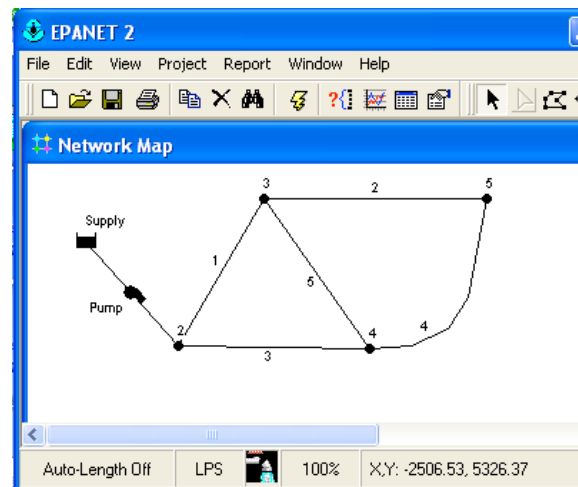 EPANET 2
File Edit View Project Report Window Help
?{}
Network Map
3 2 5
Supply
1
5
Pump
2 4 4
3
Auto-Length Off LPS 100% X,Y: -2506.53, 5326.37